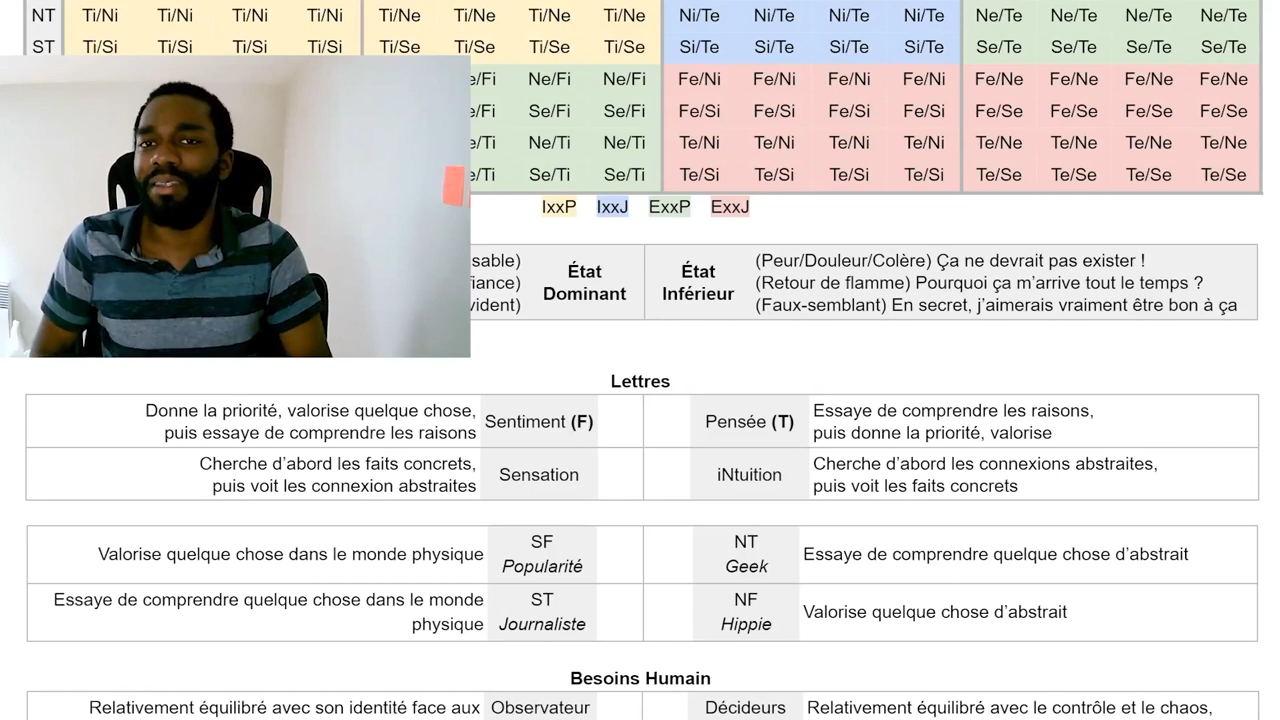 NT Ti/Ni Ti/Ni Ti/Ni Ti/Ni Ti/Ne Ti/Ne Ti/Ne Ti/Ne Ni/Te Ni/Te Ni/Te Ni/Te Ne/Te Ne/Te Ne/Te Ne/Te
ST Ti/Si Ti/Si Ti/Si Ti/Si Ti/Se Ti/Se Ti/Se Ti/Se Si/Te Si/Te Si/Te Si/Te Se/Te Se/Te Se/Te Se/Te
e/Fi Ne/Fi Ne/Fi Fe/Ni Fe/Ni Fe/Ni Fe/Ni Fe/Ne Fe/Ne Fe/Ne Fe/Ne
e/Fi Se/Fi Se/Fi Fe/Si Fe/Si Fe/Si Fe/Si Fe/Se Fe/Se Fe/Se Fe/Se
e/Ti Ne/Ti Ne/Ti Te/Ni Te/Ni Te/Ni Te/Ni Te/Ne Te/Ne Te/Ne Te/Ne
e/Ti Se/Ti Se/Ti Te/Si Te/Si Te/Si Te/Si Te/Se Te/Se Te/Se Te/Se
IxxP IxxJ ExxP ExxJ
sable)
iance)
vident)
État
Dominant
État
Inférieur
(Peur/Douleur/Colère) Ça ne devrait pas exister !
(Retour de flamme) Pourquoi ça m'arrive tout le temps ?
(Faux-semblant) En secret, j'aimerais vraiment être bon à ça
Lettres
Donne la priorité, valorise quelque chose,
puis essaye de comprendre les raisons
Sentiment (F)
Pensée (T)
Essaye de comprendre les raisons,
puis donne la priorité, valorise
Cherche d'abord les faits concrets,
puis voit les connexion abstraites
Sensation
iNtuition
Cherche d'abord les connexions abstraites,
puis voit les faits concrets
Valorise quelque chose dans le monde physique
SF
Popularité
NT
Geek
Essaye de comprendre quelque chose d'abstrait
Essaye de comprendre quelque chose dans le monde
physique
ST
Journaliste
NF
Hippie
Valorise quelque chose d'abstrait
Besoins Humain
Relativement équilibré avec son identité face aux
Observateur
Décideurs
Relativement équilibré avec le contrôle et le chaos,